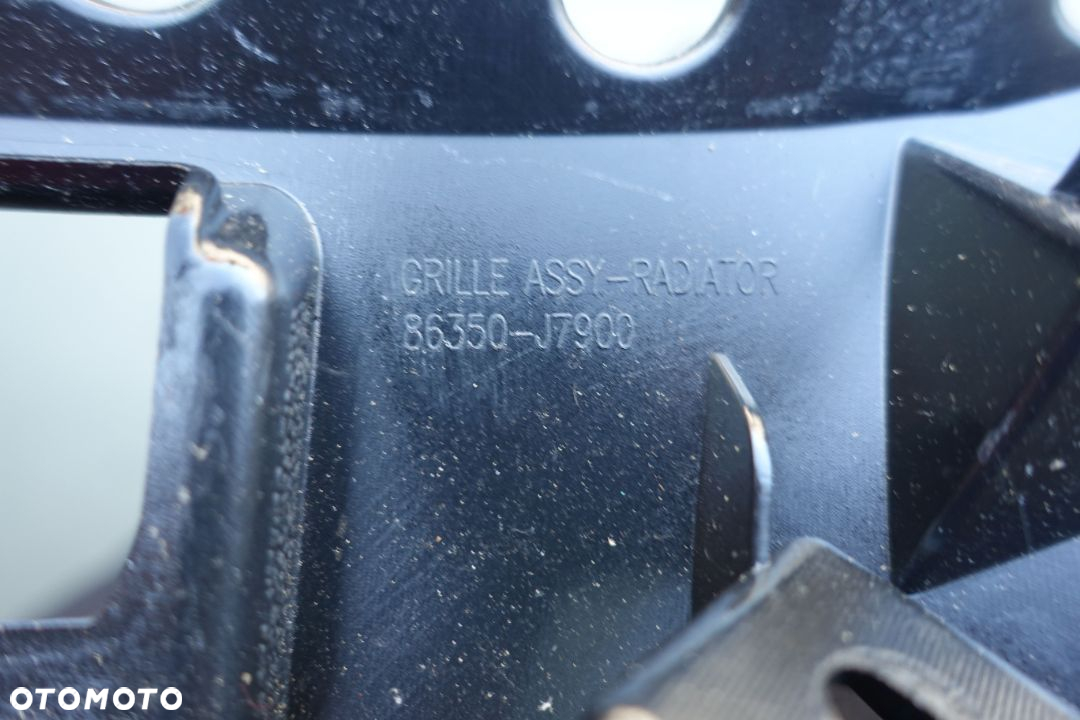 GRILLE ASSY-RADIATOR
86350-J7900
OTOMOTO